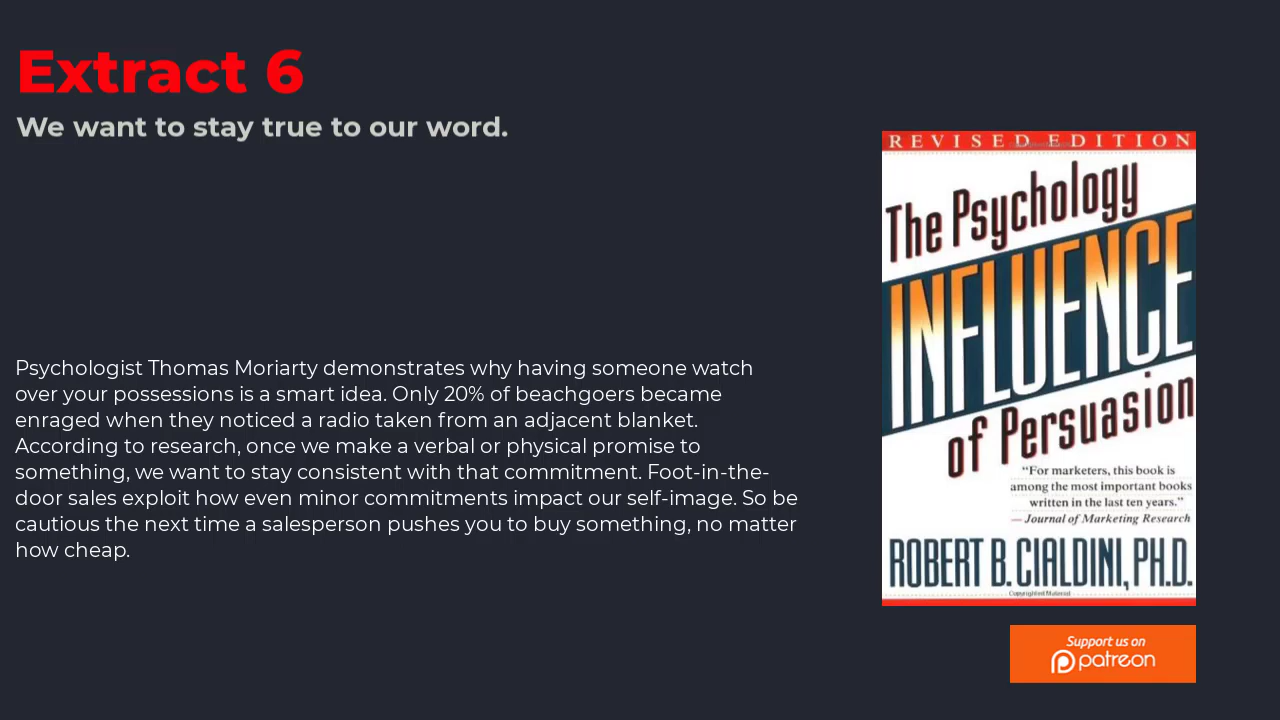 Extract 6
We want to stay true to our word.
Psychologist Thomas Moriarty demonstrates why having someone watch
over your possessions is a smart idea. Only 20% of beachgoers became
enraged when they noticed a radio taken from an adjacent blanket.
According to research, once we make a verbal or physical promise to
something, we want to stay consistent with that commitment. Foot-in-the-
door sales exploit how even minor commitments impact our self-image. So be
cautious the next time a salesperson pushes you to buy something, no matter
how cheap.
REVISED EDITION
The Psychology
INFLUENCE
of Persuasion
“For marketers, this book is
among the most important books
written in the last ten years.”
— Journal of Marketing Research
ROBERT B. CIALDINI, PH.D.
Copyrighted Material
Support us on
patreon